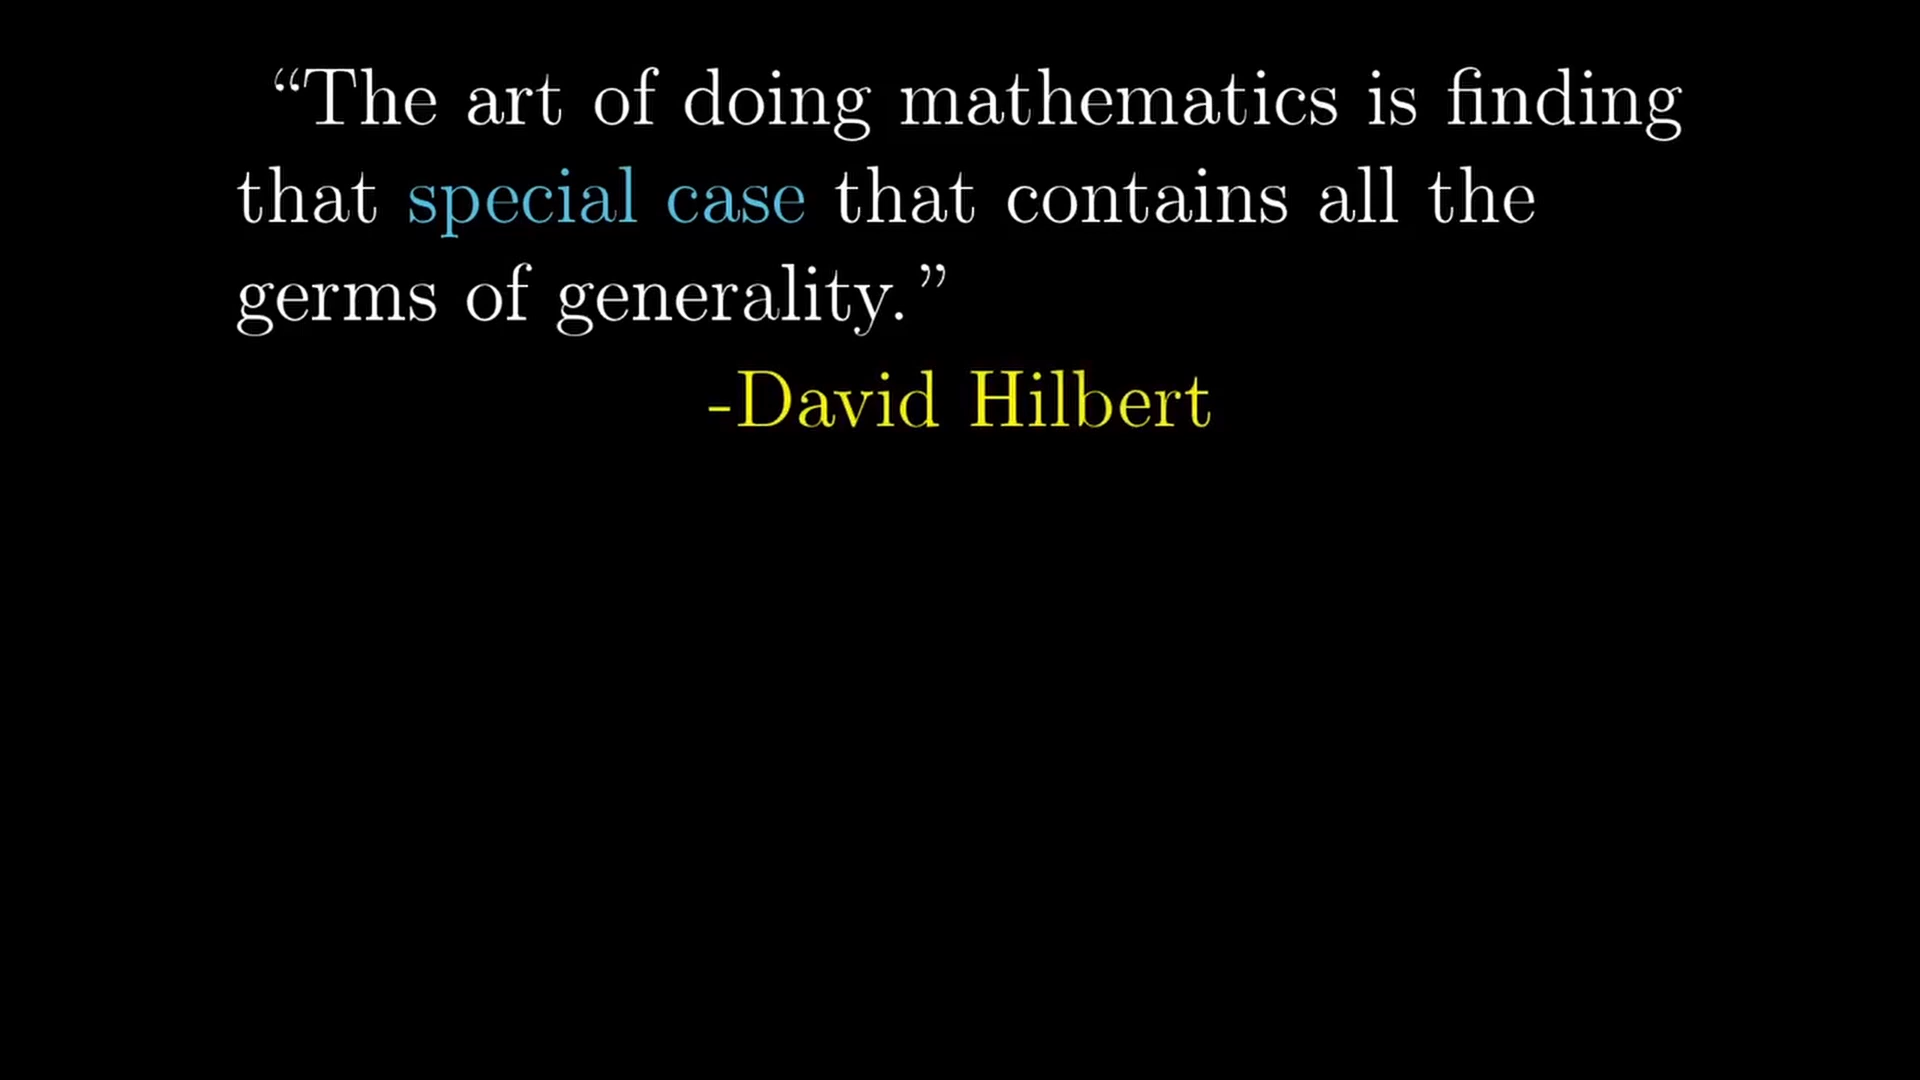 “The art of doing mathematics is finding
that special case that contains all the
germs of generality.”
-David Hilbert